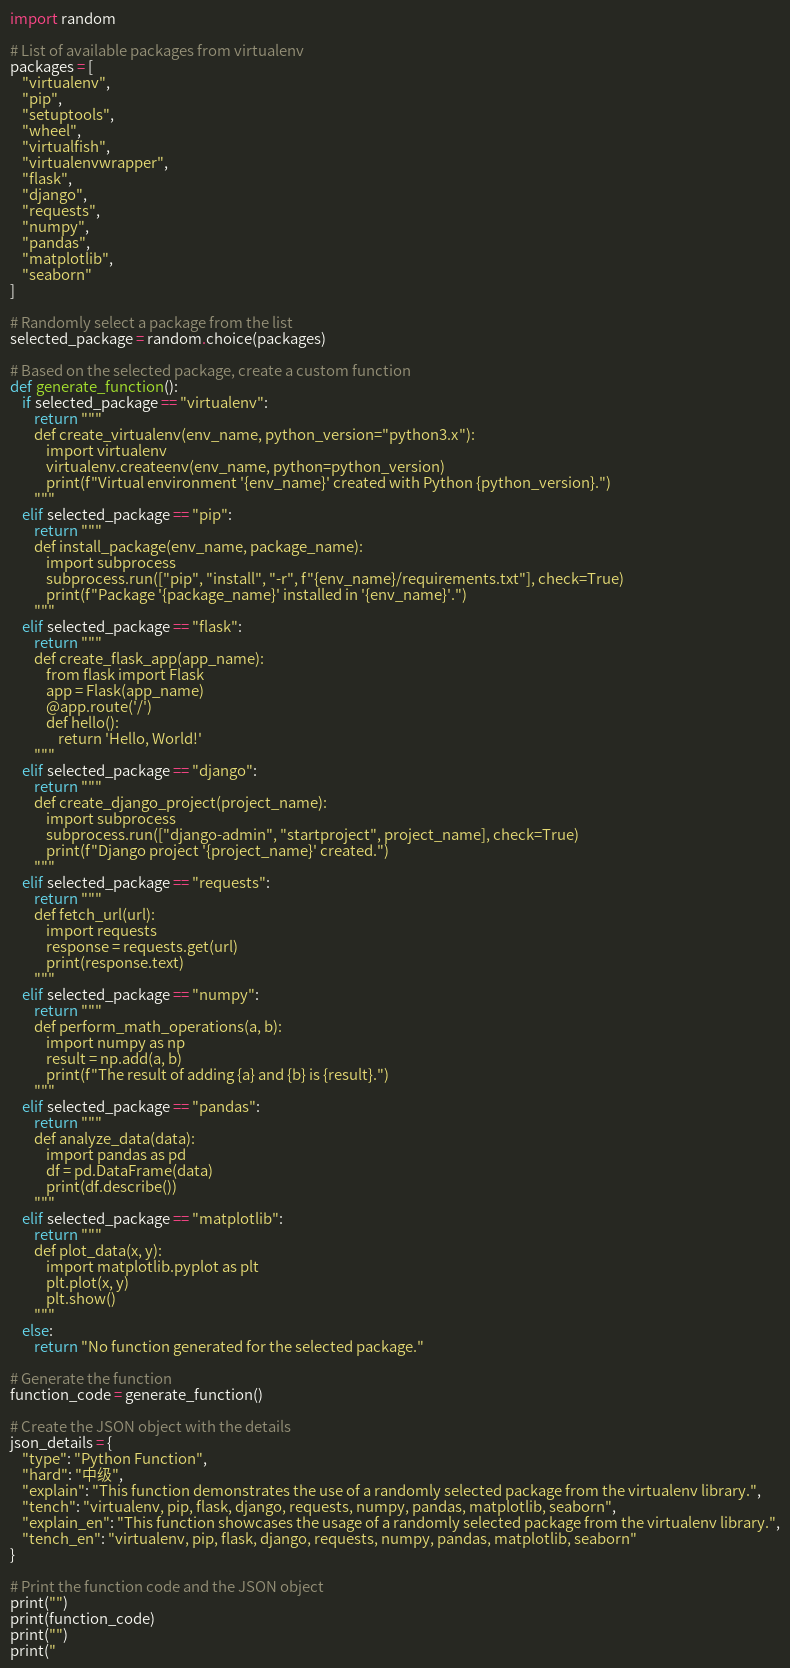 import random

# List of available packages from virtualenv
packages = [
    "virtualenv",
    "pip",
    "setuptools",
    "wheel",
    "virtualfish",
    "virtualenvwrapper",
    "flask",
    "django",
    "requests",
    "numpy",
    "pandas",
    "matplotlib",
    "seaborn"
]

# Randomly select a package from the list
selected_package = random.choice(packages)

# Based on the selected package, create a custom function
def generate_function():
    if selected_package == "virtualenv":
        return """
        def create_virtualenv(env_name, python_version="python3.x"):
            import virtualenv
            virtualenv.createenv(env_name, python=python_version)
            print(f"Virtual environment '{env_name}' created with Python {python_version}.")
        """
    elif selected_package == "pip":
        return """
        def install_package(env_name, package_name):
            import subprocess
            subprocess.run(["pip", "install", "-r", f"{env_name}/requirements.txt"], check=True)
            print(f"Package '{package_name}' installed in '{env_name}'.")
        """
    elif selected_package == "flask":
        return """
        def create_flask_app(app_name):
            from flask import Flask
            app = Flask(app_name)
            @app.route('/')
            def hello():
                return 'Hello, World!'
        """
    elif selected_package == "django":
        return """
        def create_django_project(project_name):
            import subprocess
            subprocess.run(["django-admin", "startproject", project_name], check=True)
            print(f"Django project '{project_name}' created.")
        """
    elif selected_package == "requests":
        return """
        def fetch_url(url):
            import requests
            response = requests.get(url)
            print(response.text)
        """
    elif selected_package == "numpy":
        return """
        def perform_math_operations(a, b):
            import numpy as np
            result = np.add(a, b)
            print(f"The result of adding {a} and {b} is {result}.")
        """
    elif selected_package == "pandas":
        return """
        def analyze_data(data):
            import pandas as pd
            df = pd.DataFrame(data)
            print(df.describe())
        """
    elif selected_package == "matplotlib":
        return """
        def plot_data(x, y):
            import matplotlib.pyplot as plt
            plt.plot(x, y)
            plt.show()
        """
    else:
        return "No function generated for the selected package."

# Generate the function
function_code = generate_function()

# Create the JSON object with the details
json_details = {
    "type": "Python Function",
    "hard": "中级",
    "explain": "This function demonstrates the use of a randomly selected package from the virtualenv library.",
    "tench": "virtualenv, pip, flask, django, requests, numpy, pandas, matplotlib, seaborn",
    "explain_en": "This function showcases the usage of a randomly selected package from the virtualenv library.",
    "tench_en": "virtualenv, pip, flask, django, requests, numpy, pandas, matplotlib, seaborn"
}

# Print the function code and the JSON object
print("")
print(function_code)
print("")
print("